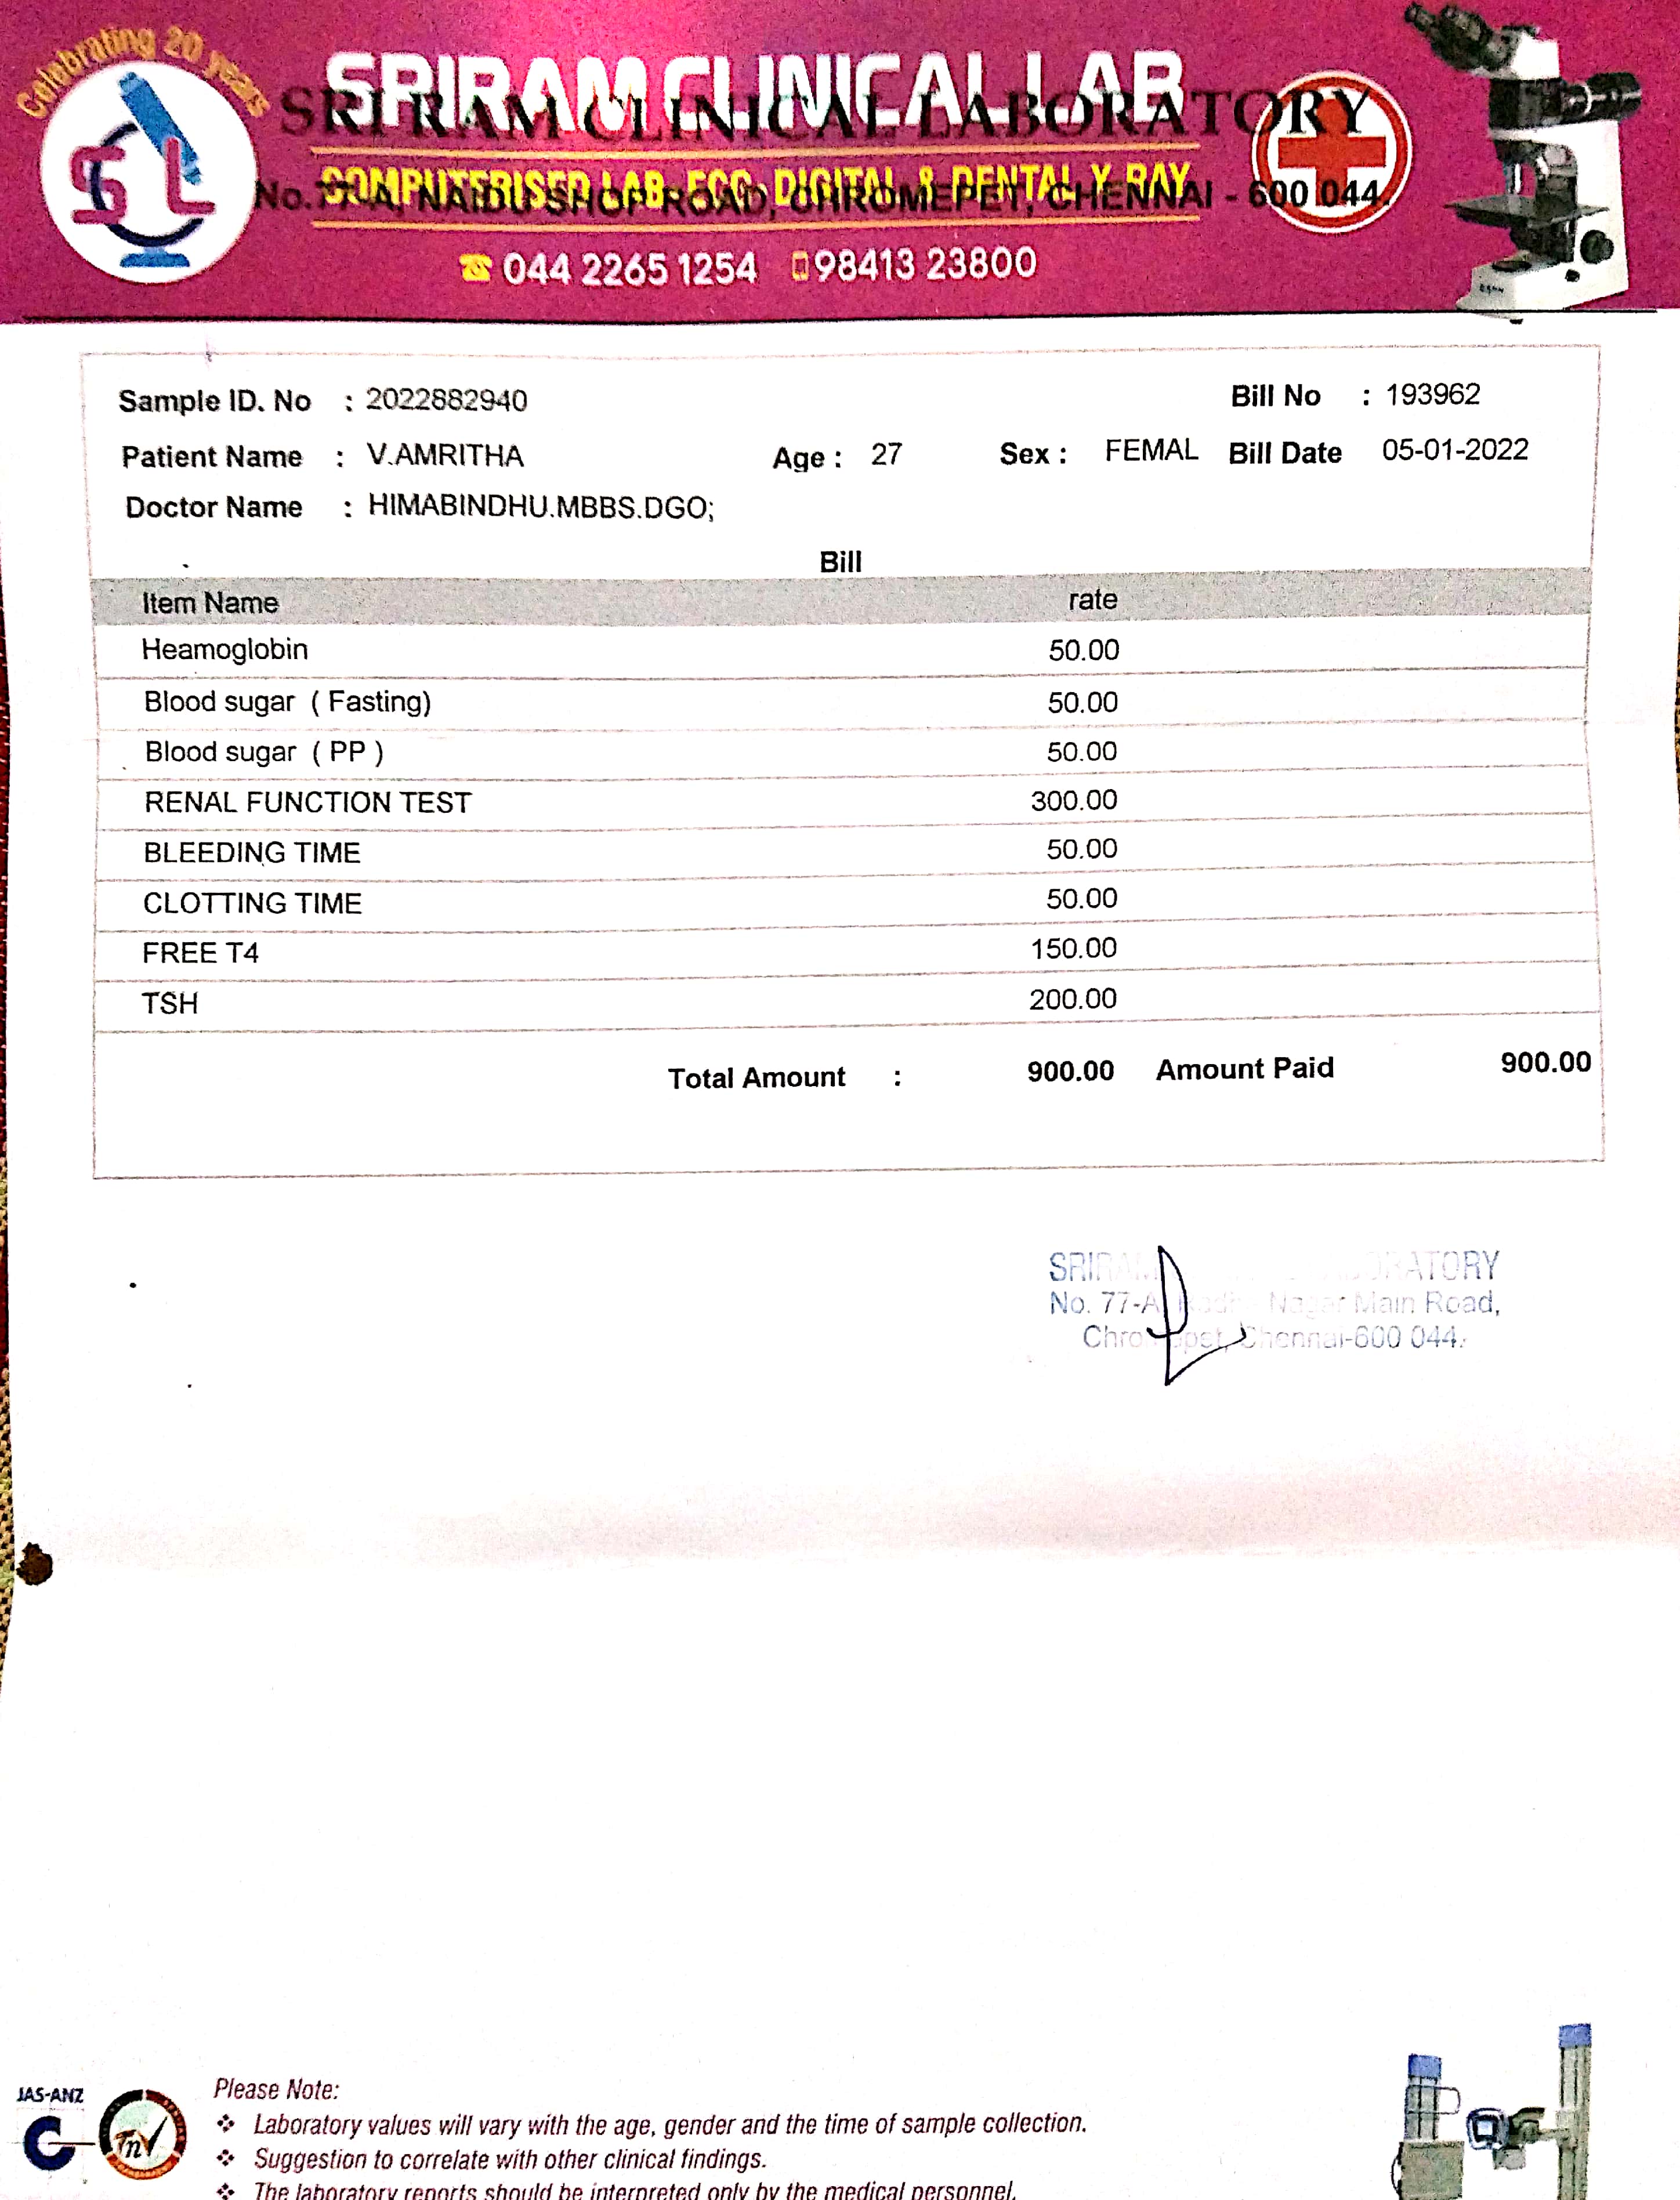 Celebrating 20 years
SL
SRIRAM CLINICAL LAB
SRI RAM CLINICAL LABORATORY
COMPUTERISED LAB, ECG, DIGITAL & DENTAL X-RAY
No. 77-A, NAIDU SHOP ROAD, CHROMEPET, CHENNAI - 600 044.
044 2265 1254 98413 23800
Sample ID. No : 2022882940 Bill No : 193962
Patient Name : V.AMRITHA Age : 27 Sex : FEMAL Bill Date 05-01-2022
Doctor Name : HIMABINDHU.MBBS.DGO;
Bill
Item Name rate
Heamoglobin 50.00
Blood sugar ( Fasting) 50.00
Blood sugar ( PP ) 50.00
RENAL FUNCTION TEST 300.00
BLEEDING TIME 50.00
CLOTTING TIME 50.00
FREE T4 150.00
TSH 200.00
Total Amount : 900.00 Amount Paid 900.00
No. 77-A Nagar Main Road,
Chennai-600 044.
JAS-ANZ
TnV
Please Note:
❖ Laboratory values will vary with the age, gender and the time of sample collection.
❖ Suggestion to correlate with other clinical findings.
❖ The laboratory reports should be interpreted only by the medical personnel.